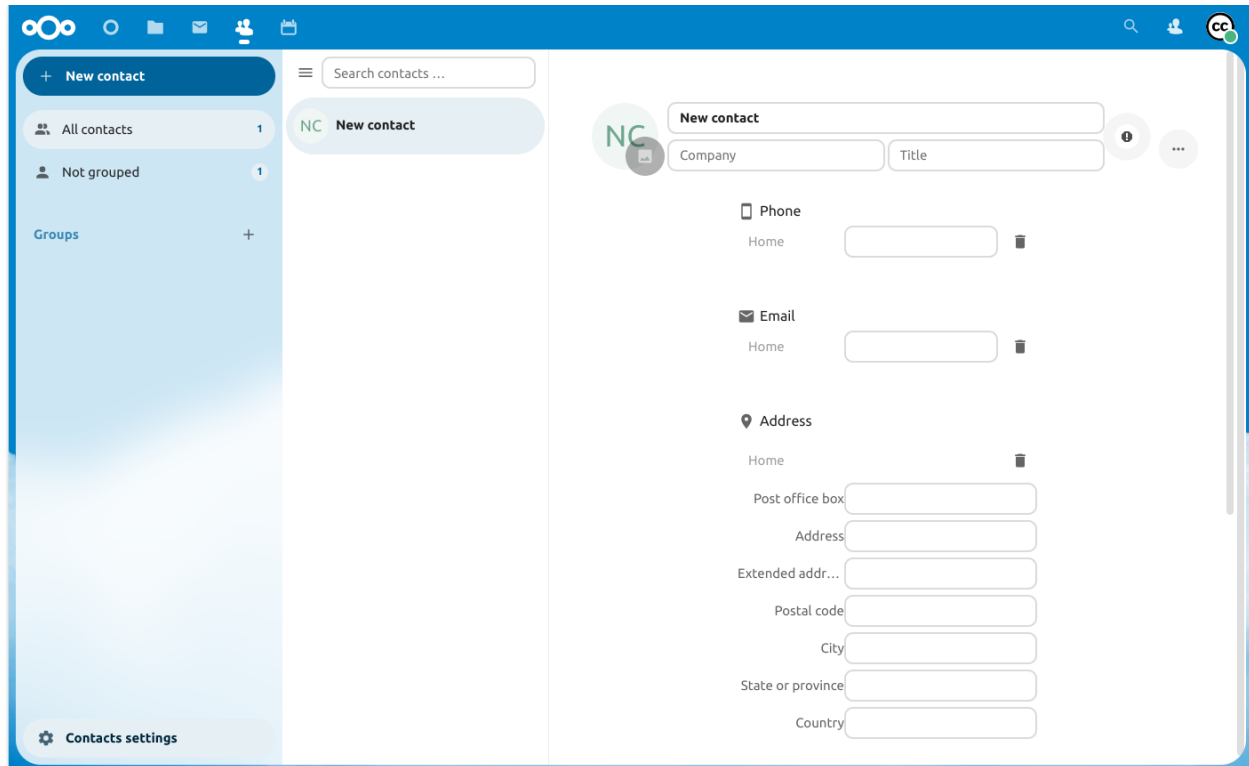 CC
New contact
All contacts 1
Not grouped 1
Groups
Contacts settings
Search contacts ...
NC New contact
NC
New contact
Company Title
Phone
Home
Email
Home
Address
Home
Post office box
Address
Extended addr...
Postal code
City
State or province
Country